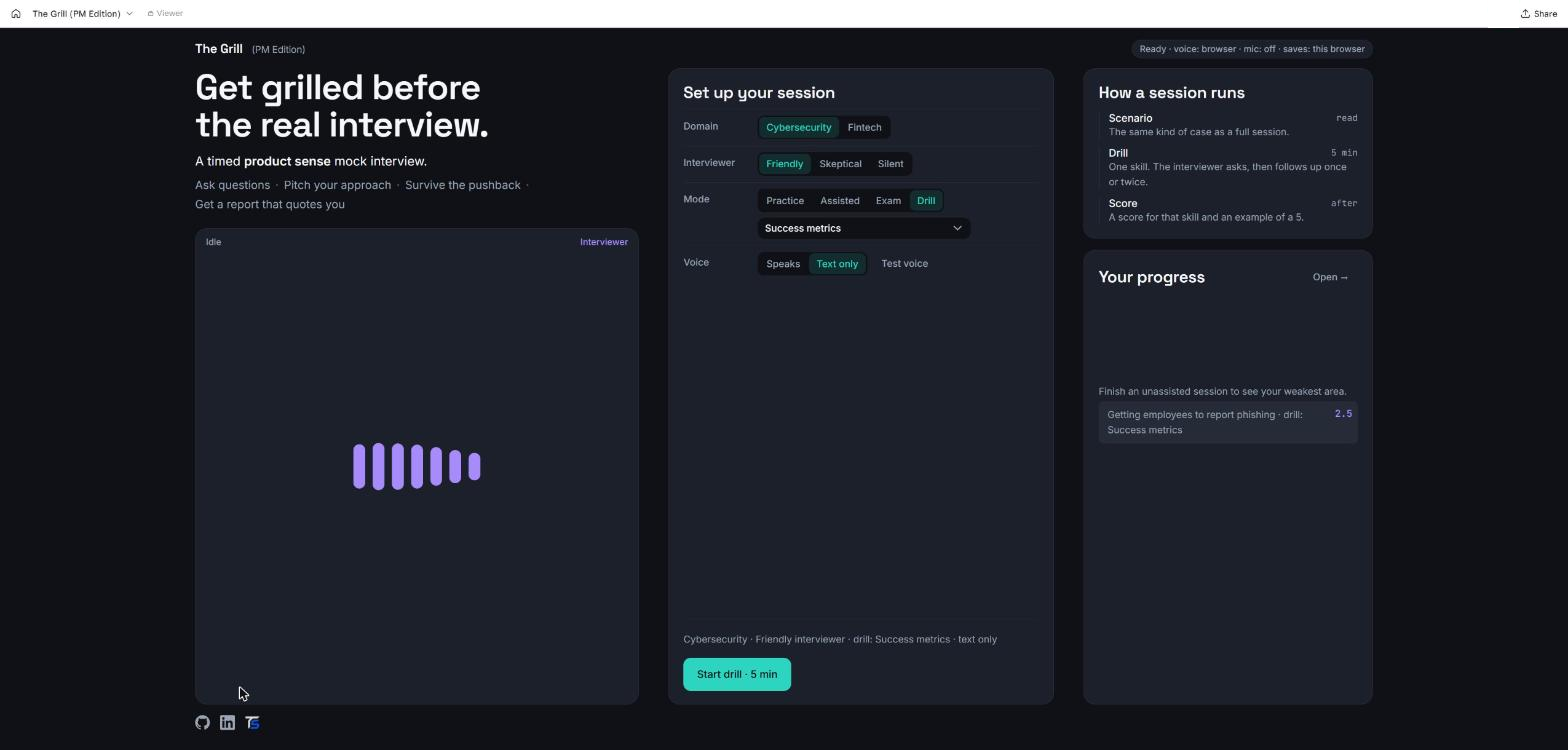 The Grill (PM Edition)
Viewer
Share
The Grill (PM Edition)
Ready · voice: browser · mic: off · saves: this browser
Get grilled before
the real interview.
A timed product sense mock interview.
Ask questions · Pitch your approach · Survive the pushback ·
Get a report that quotes you
Idle
Interviewer
Set up your session
Domain
Cybersecurity
Fintech
Interviewer
Friendly
Skeptical
Silent
Mode
Practice
Assisted
Exam
Drill
Success metrics
Voice
Speaks
Text only
Test voice
Cybersecurity · Friendly interviewer · drill: Success metrics · text only
Start drill · 5 min
How a session runs
Scenario
read
The same kind of case as a full session.
Drill
5 min
One skill. The interviewer asks, then follows up once
or twice.
Score
after
A score for that skill and an example of a 5.
Your progress
Open →
Finish an unassisted session to see your weakest area.
Getting employees to report phishing · drill:
Success metrics
2.5
in
TS